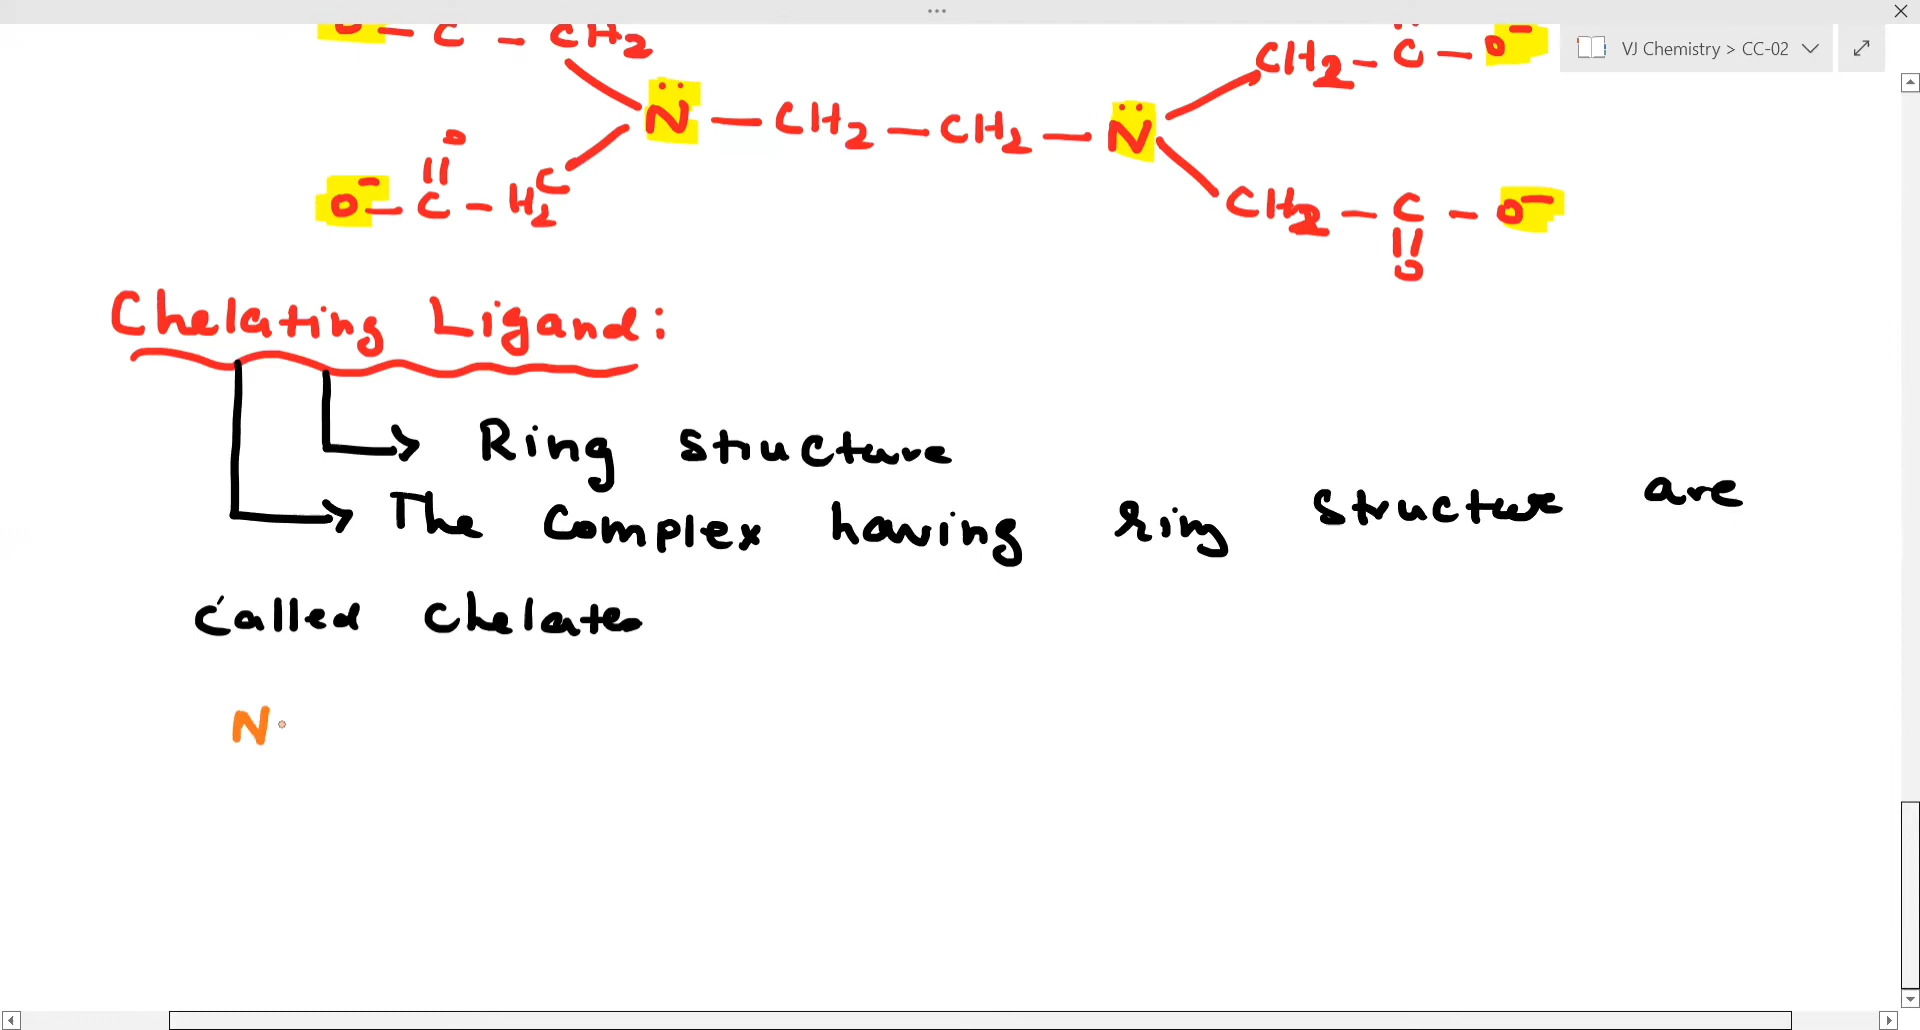 ...
VJ Chemistry > CC-02
O - C - CH2
CH2 - C - O-
N̈ - CH2 - CH2 - N̈
O
||
O- - C - H2C
CH2 - C - O-
||
O
Chelating Ligand:
Ring structure
The Complex having ring structure are
Called Chelates
N